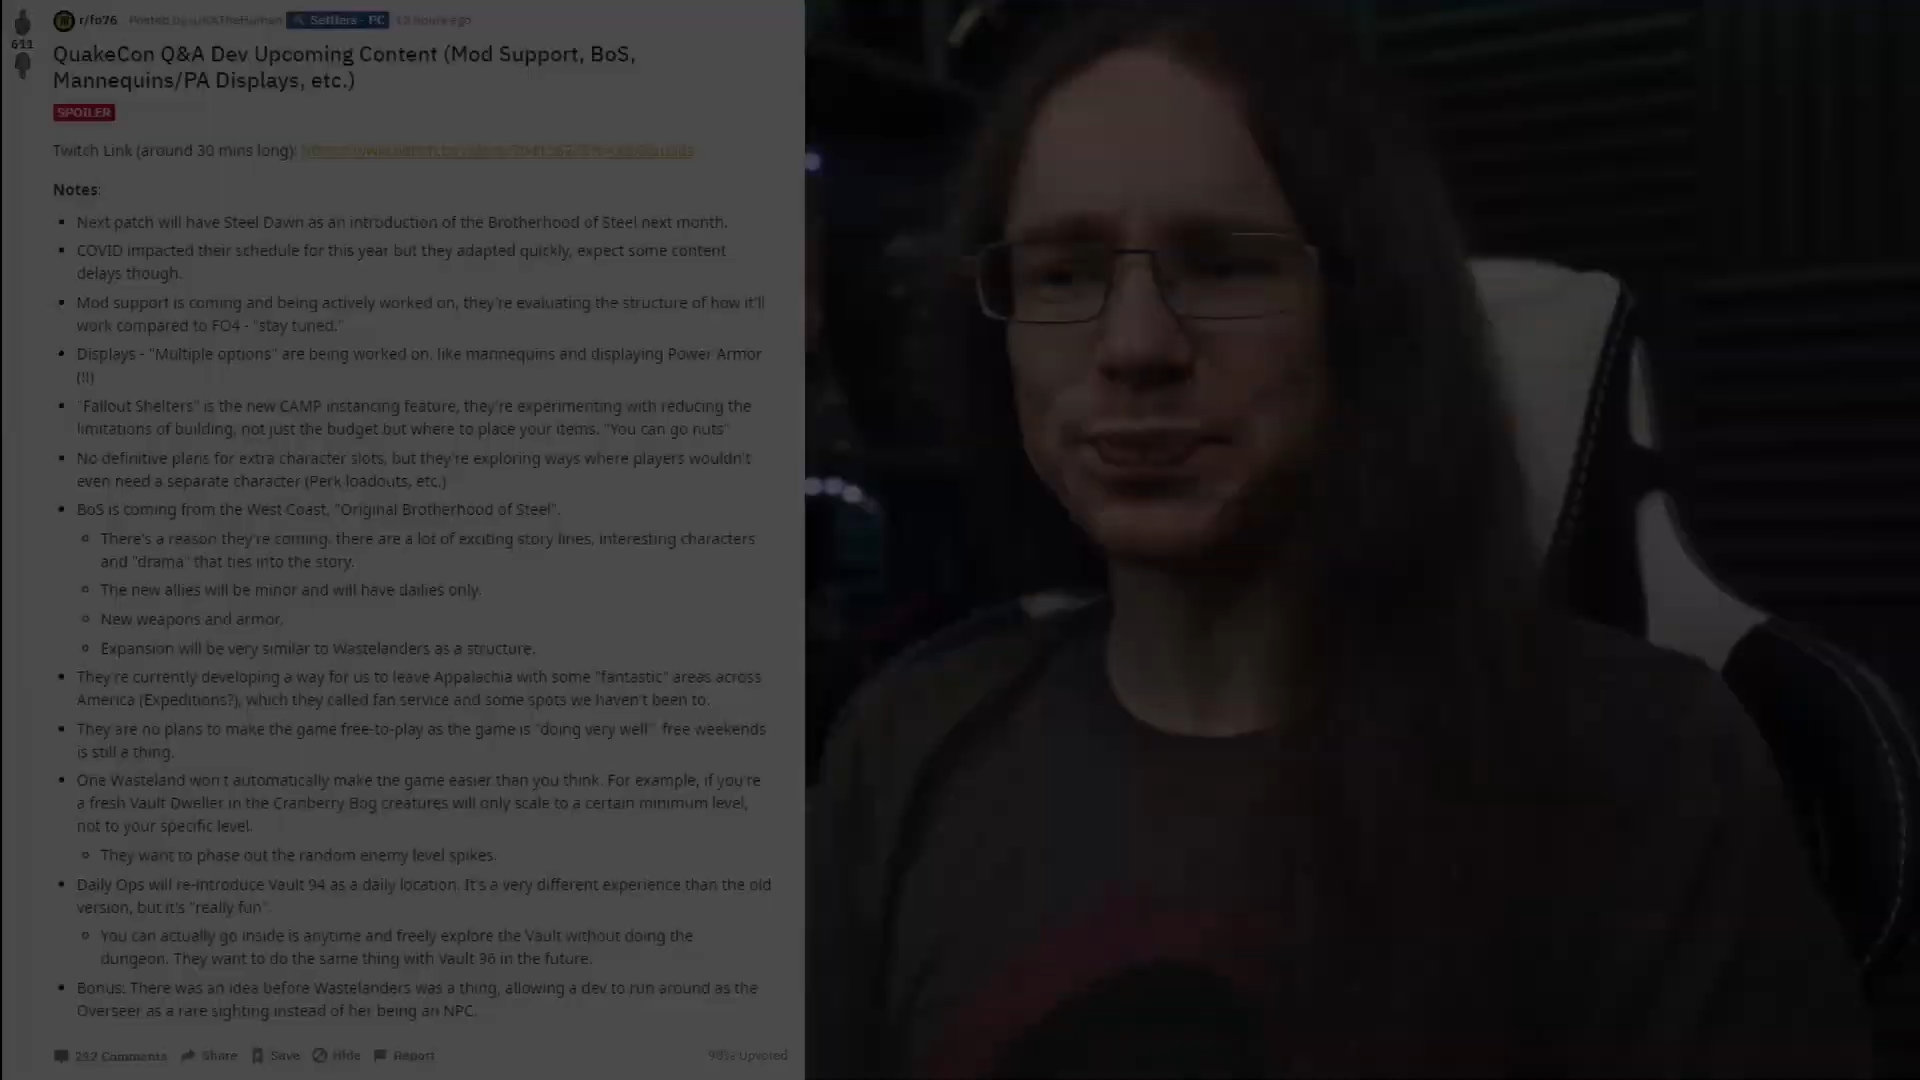 r/fo76 Posted by u/KAtheHuman Settlers - PC 12 hours ago
611
QuakeCon Q&A Dev Upcoming Content (Mod Support, BoS,
Mannequins/PA Displays, etc.)
SPOILER
Twitch Link (around 30 mins long):
Notes:
Next patch will have Steel Dawn as an introduction of the Brotherhood of Steel next month.
COVID impacted their schedule for this year but they adapted quickly, expect some content
delays though.
Mod support is coming and being actively worked on, they're evaluating the structure of how it'll
work compared to FO4 - "stay tuned."
Displays - "Multiple options" are being worked on, like mannequins and displaying Power Armor
(!!)
"Fallout Shelters" is the new CAMP instancing feature, they're experimenting with reducing the
limitations of building, not just the budget but where to place your items. "You can go nuts"
No definitive plans for extra character slots, but they're exploring ways where players wouldn't
even need a separate character (Perk loadouts, etc.)
BoS is coming from the West Coast, "Original Brotherhood of Steel".
There's a reason they're coming, there are a lot of exciting story lines, interesting characters
and "drama" that ties into the story.
The new allies will be minor and will have dailies only.
New weapons and armor.
Expansion will be very similar to Wastelanders as a structure.
They're currently developing a way for us to leave Appalachia with some "fantastic" areas across
America (Expeditions?), which they called fan service and some spots we haven't been to.
They are no plans to make the game free-to-play as the game is "doing very well" free weekends
is still a thing.
One Wasteland won't automatically make the game easier than you think. For example, if you're
a fresh Vault Dweller in the Cranberry Bog creatures will only scale to a certain minimum level,
not to your specific level.
They want to phase out the random enemy level spikes.
Daily Ops will re-introduce Vault 94 as a daily location. It's a very different experience than the old
version, but it's "really fun"
You can actually go inside is anytime and freely explore the Vault without doing the
dungeon. They want to do the same thing with Vault 96 in the future.
Bonus: There was an idea before Wastelanders was a thing, allowing a dev to run around as the
Overseer as a rare sighting instead of her being an NPC.
292 Comments Share Save Hide Report 98% Upvoted